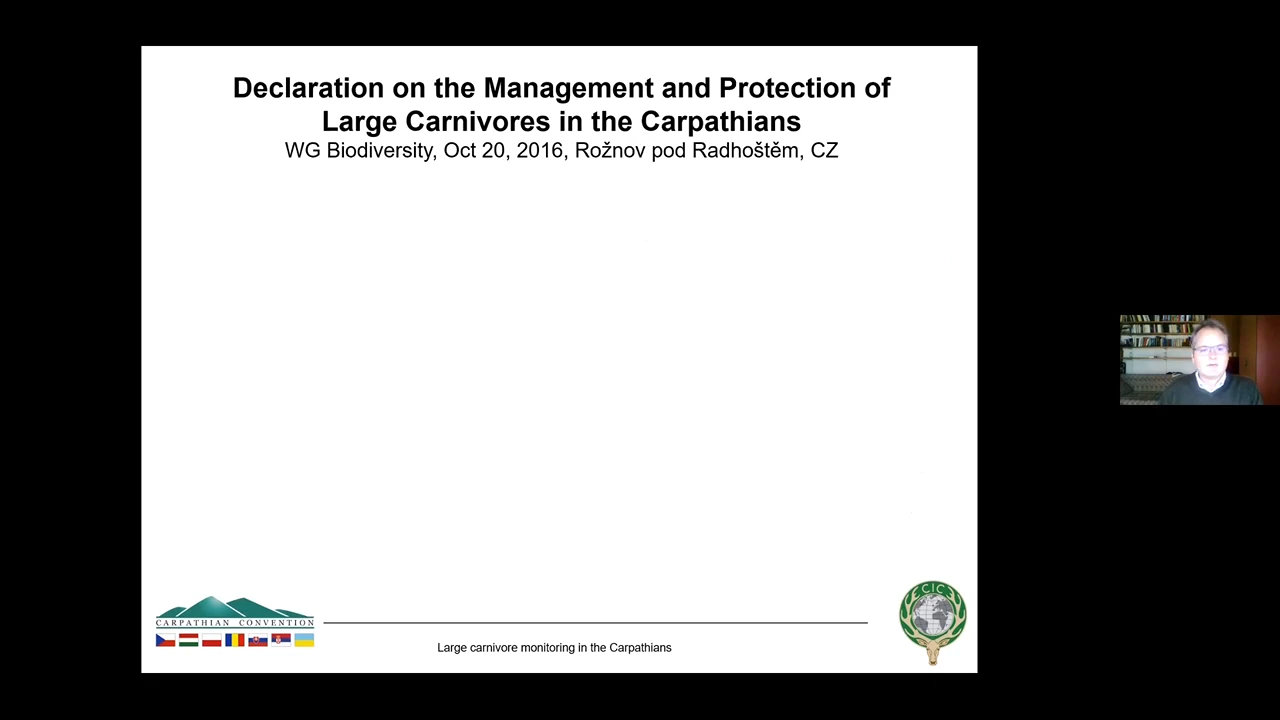 Declaration on the Management and Protection of
Large Carnivores in the Carpathians
WG Biodiversity, Oct 20, 2016, Rožnov pod Radhoštěm, CZ
CARPATHIAN CONVENTION
Large carnivore monitoring in the Carpathians
CIC